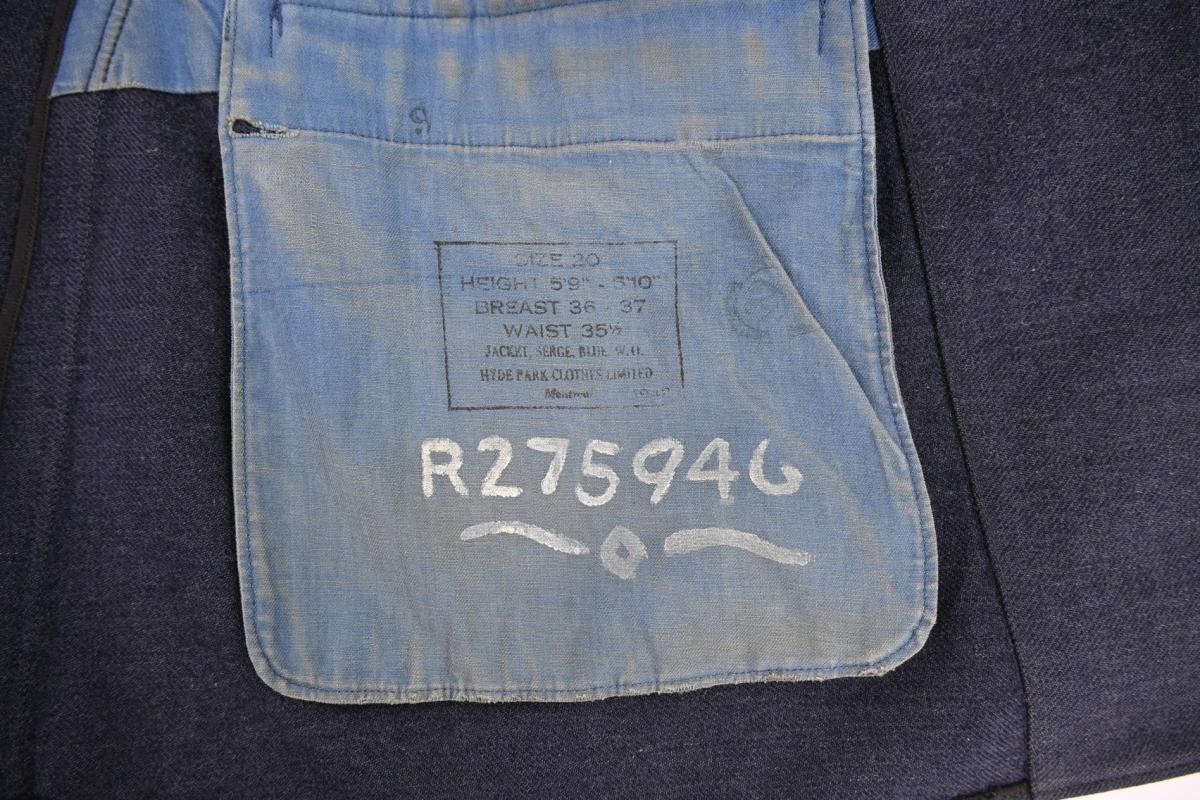 SIZE 20
HEIGHT 5'9" - 5'10"
BREAST 36 - 37
WAIST 35½
JACKET, SERGE, BLUE W.O.
HYDE PARK CLOTHES LIMITED
Montreal
R275946